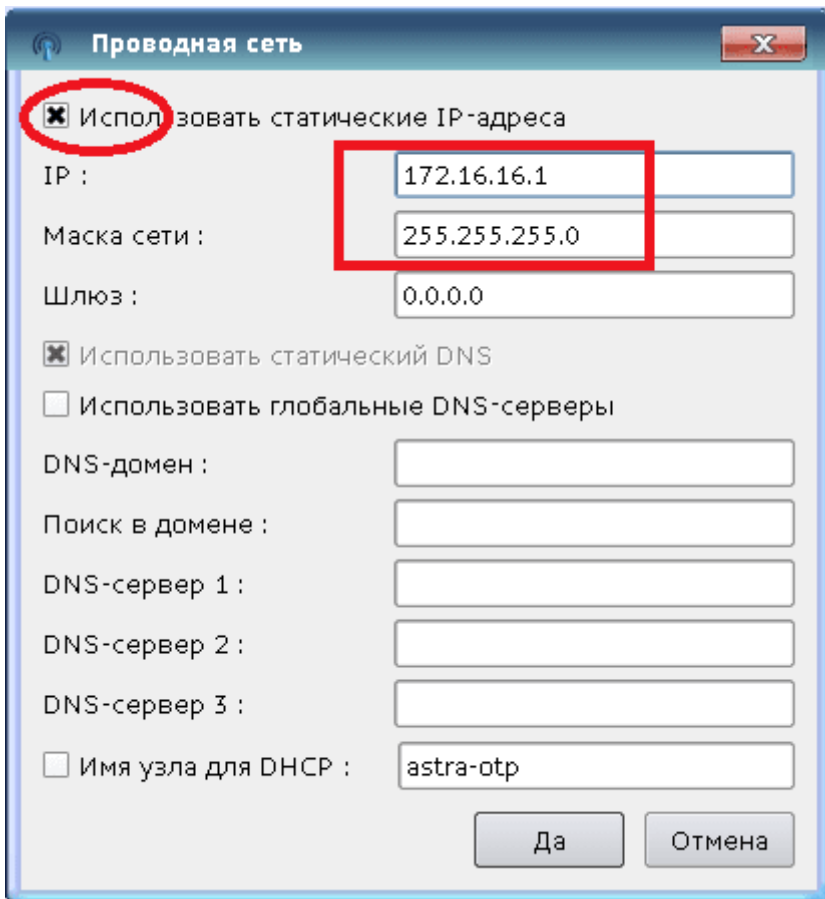 Проводная сеть
Использовать статические IP-адреса
IP : 172.16.16.1
Маска сети : 255.255.255.0
Шлюз : 0.0.0.0
Использовать статический DNS
Использовать глобальные DNS-серверы
DNS-домен :
Поиск в домене :
DNS-сервер 1 :
DNS-сервер 2 :
DNS-сервер 3 :
Имя узла для DHCP : astra-otp
Да Отмена